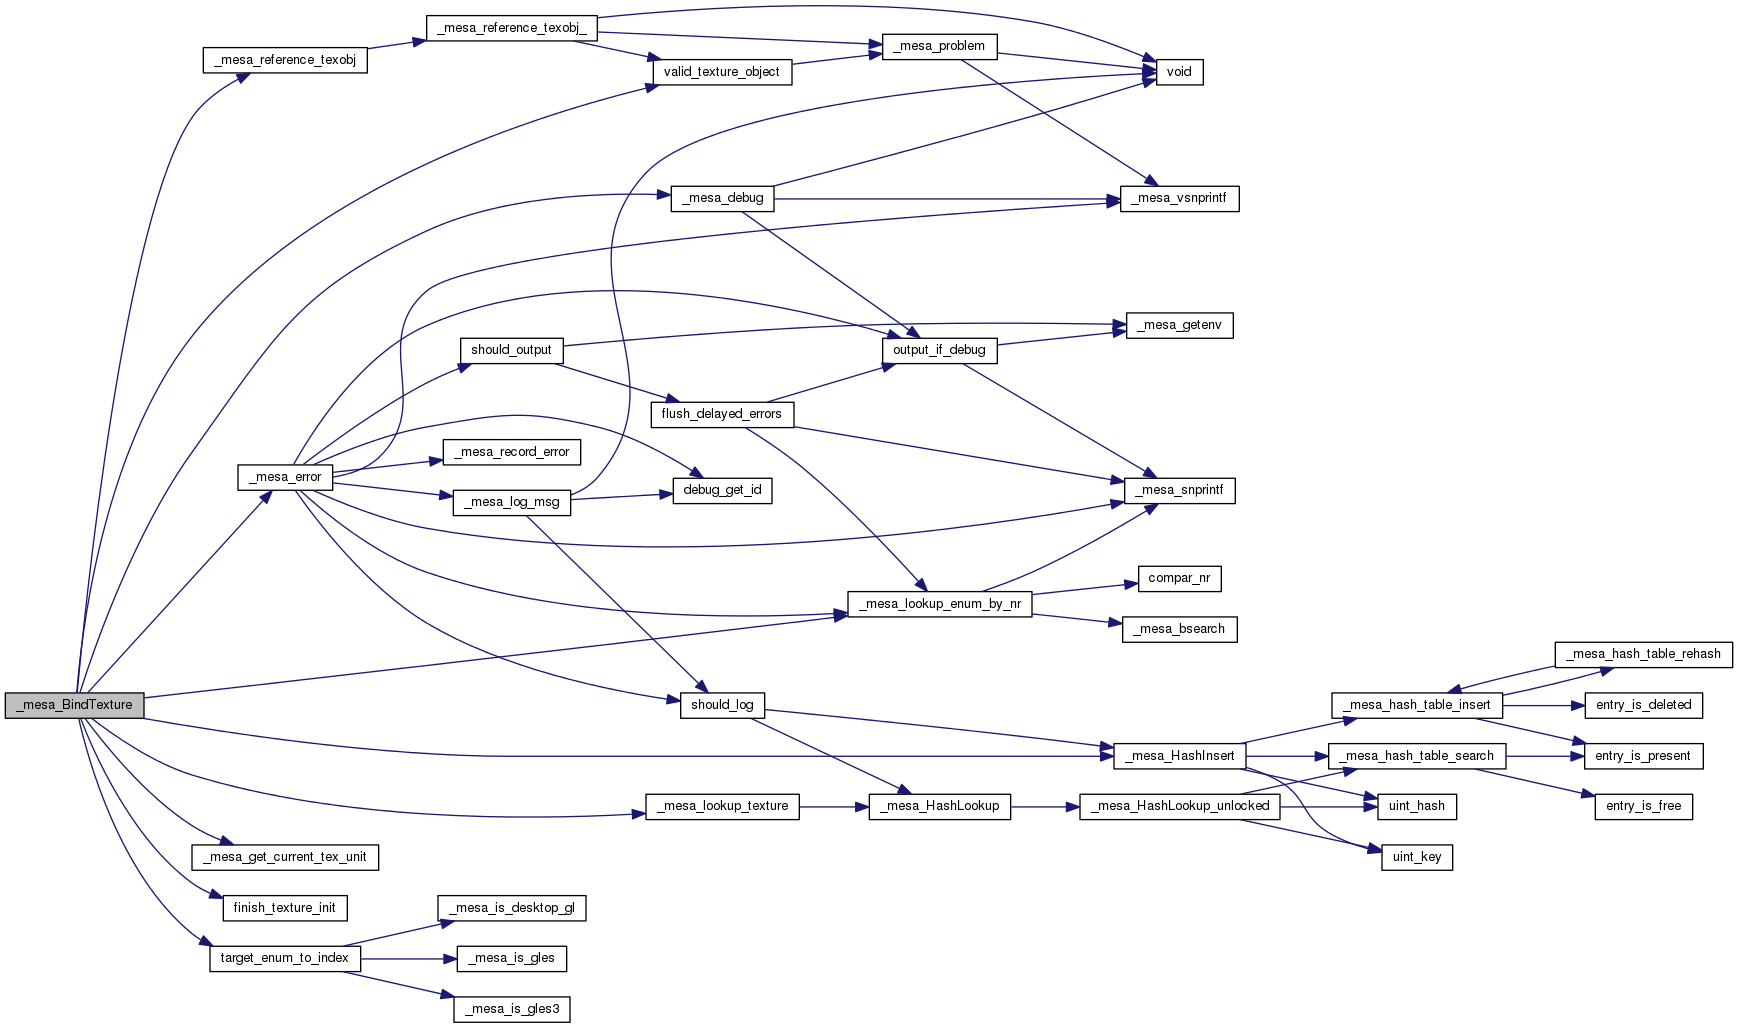 _mesa_reference_texobj_
_mesa_problem
_mesa_reference_texobj
valid_texture_object
void
_mesa_debug
_mesa_vsnprintf
_mesa_getenv
should_output
output_if_debug
flush_delayed_errors
_mesa_record_error
_mesa_error
_mesa_log_msg
debug_get_id
_mesa_snprintf
compar_nr
_mesa_lookup_enum_by_nr
_mesa_bsearch
_mesa_hash_table_rehash
_mesa_BindTexture
should_log
_mesa_hash_table_insert
entry_is_deleted
_mesa_HashInsert
_mesa_hash_table_search
entry_is_present
_mesa_lookup_texture
_mesa_HashLookup
_mesa_HashLookup_unlocked
uint_hash
entry_is_free
_mesa_get_current_tex_unit
uint_key
finish_texture_init
_mesa_is_desktop_gl
target_enum_to_index
_mesa_is_gles
_mesa_is_gles3